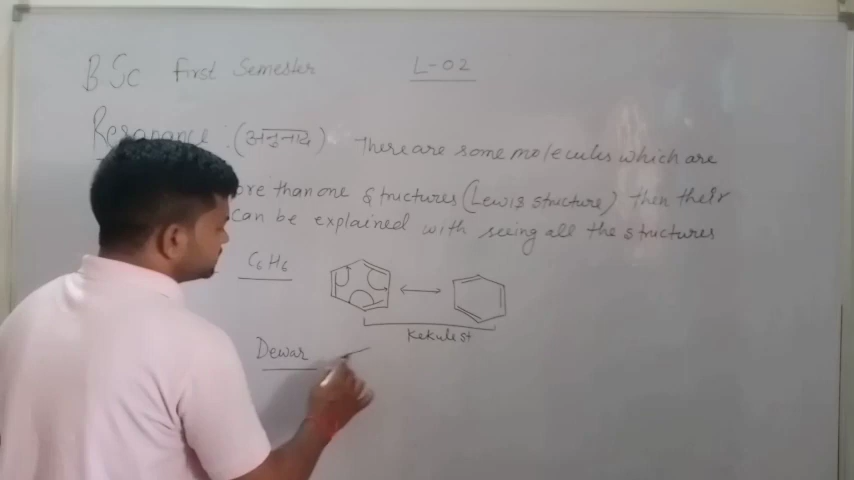 BSc First Semester L-02
Resonance : (अनुनाद) There are some molecules which are
ore than one structures (Lewis structure) then their
can be explained with seeing all the structures
C6H6
Kekule st
Dewar